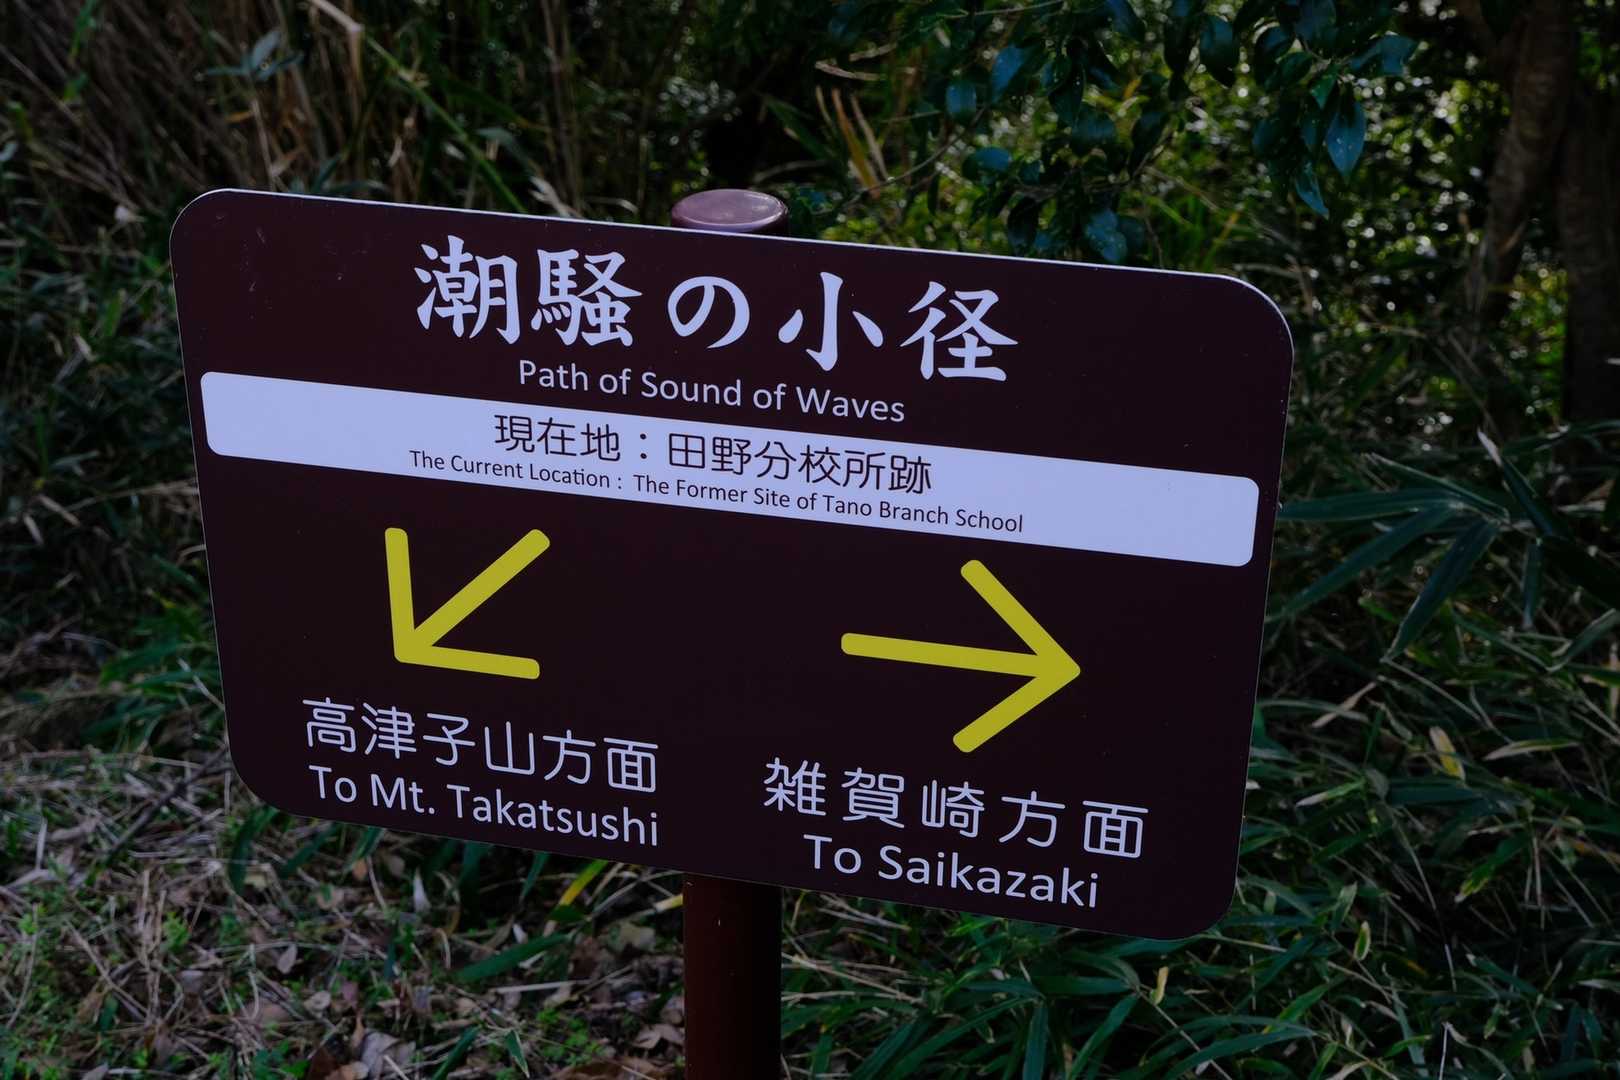 潮騒の小径
Path of Sound of Waves
現在地：田野分校所跡
The Current Location : The Former Site of Tano Branch School
高津子山方面
To Mt. Takatsushi
雑賀崎方面
To Saikazaki